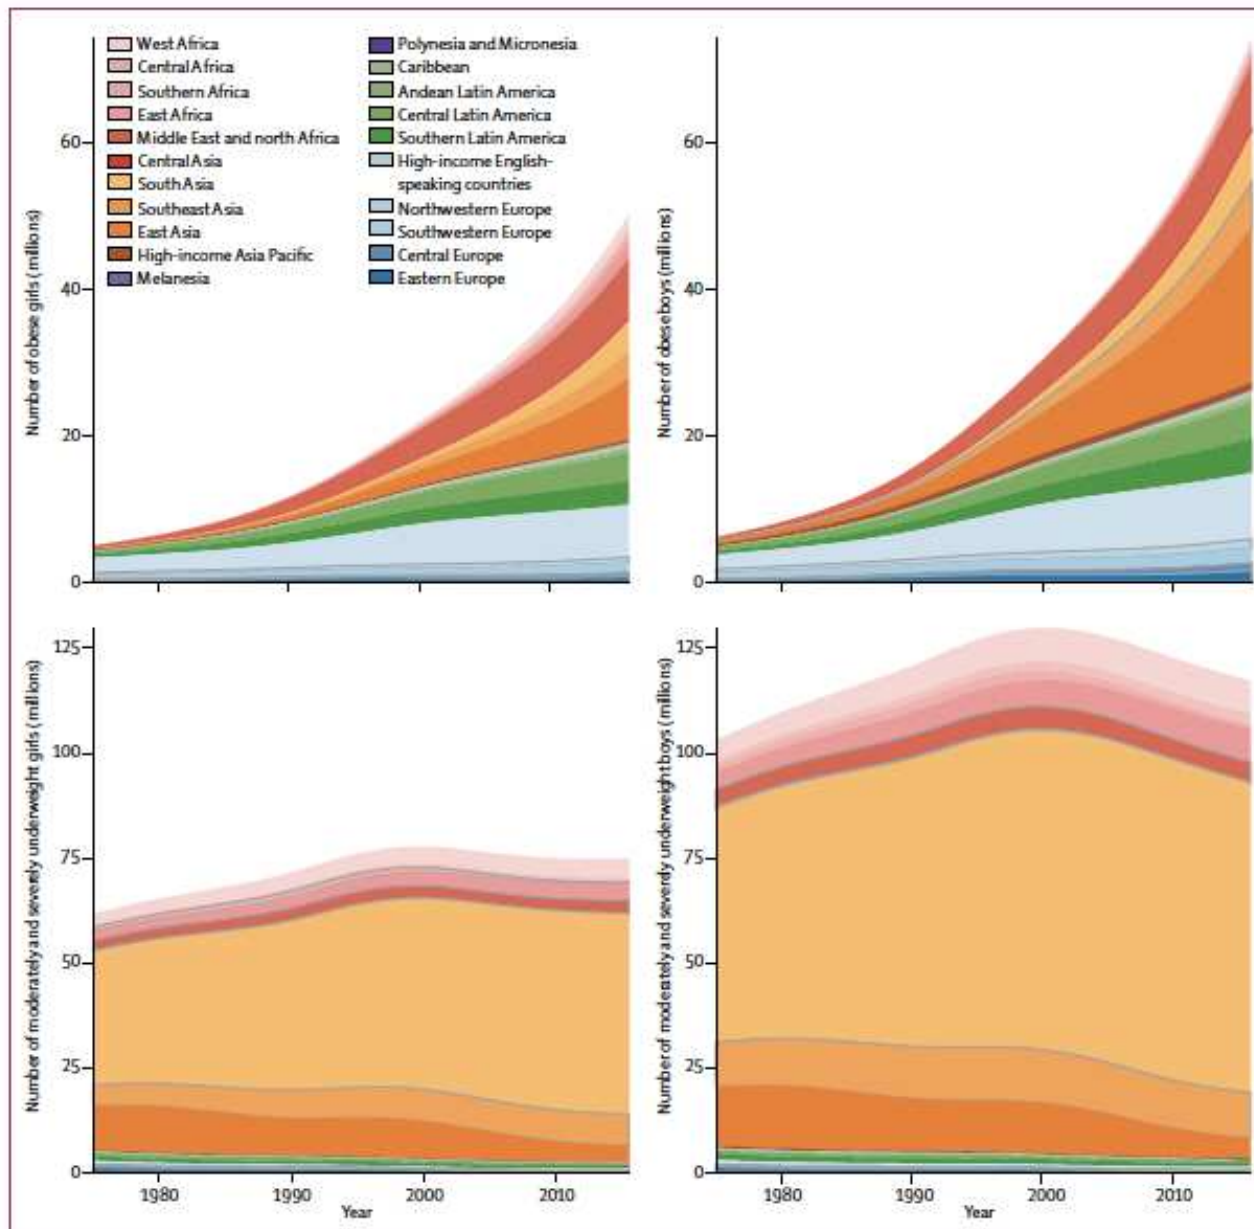 West Africa
Central Africa
Southern Africa
East Africa
Middle East and north Africa
Central Asia
South Asia
Southeast Asia
East Asia
High-income Asia Pacific
Melanesia
Polynesia and Micronesia
Caribbean
Andean Latin America
Central Latin America
Southern Latin America
High-income English-
speaking countries
Northwestern Europe
Southwestern Europe
Central Europe
Eastern Europe
Number of obese girls (millions)
60
40
20
0
Number of obese boys (millions)
60
40
20
0
Number of moderately and severely underweight girls (millions)
125
100
75
50
25
0
1980
1990
2000
2010
Year
Number of moderately and severely underweight boys (millions)
125
100
75
50
25
0
1980
1990
2000
2010
Year